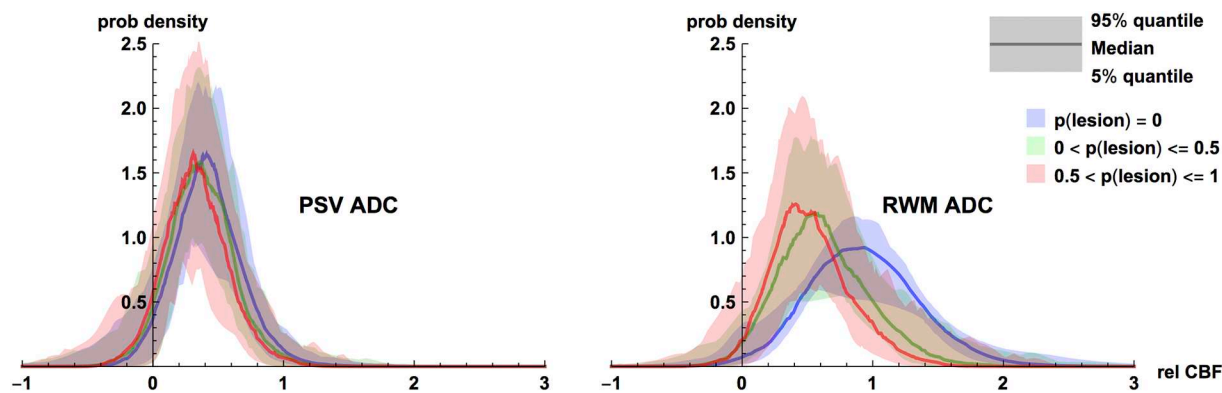 prob density
2.5
2.0
1.5
1.0
0.5
PSV ADC
−1 0 1 2 3
prob density
2.5
2.0
1.5
1.0
0.5
RWM ADC
−1 0 1 2 3
rel CBF
95% quantile
Median
5% quantile
p(lesion) = 0
0 < p(lesion) <= 0.5
0.5 < p(lesion) <= 1